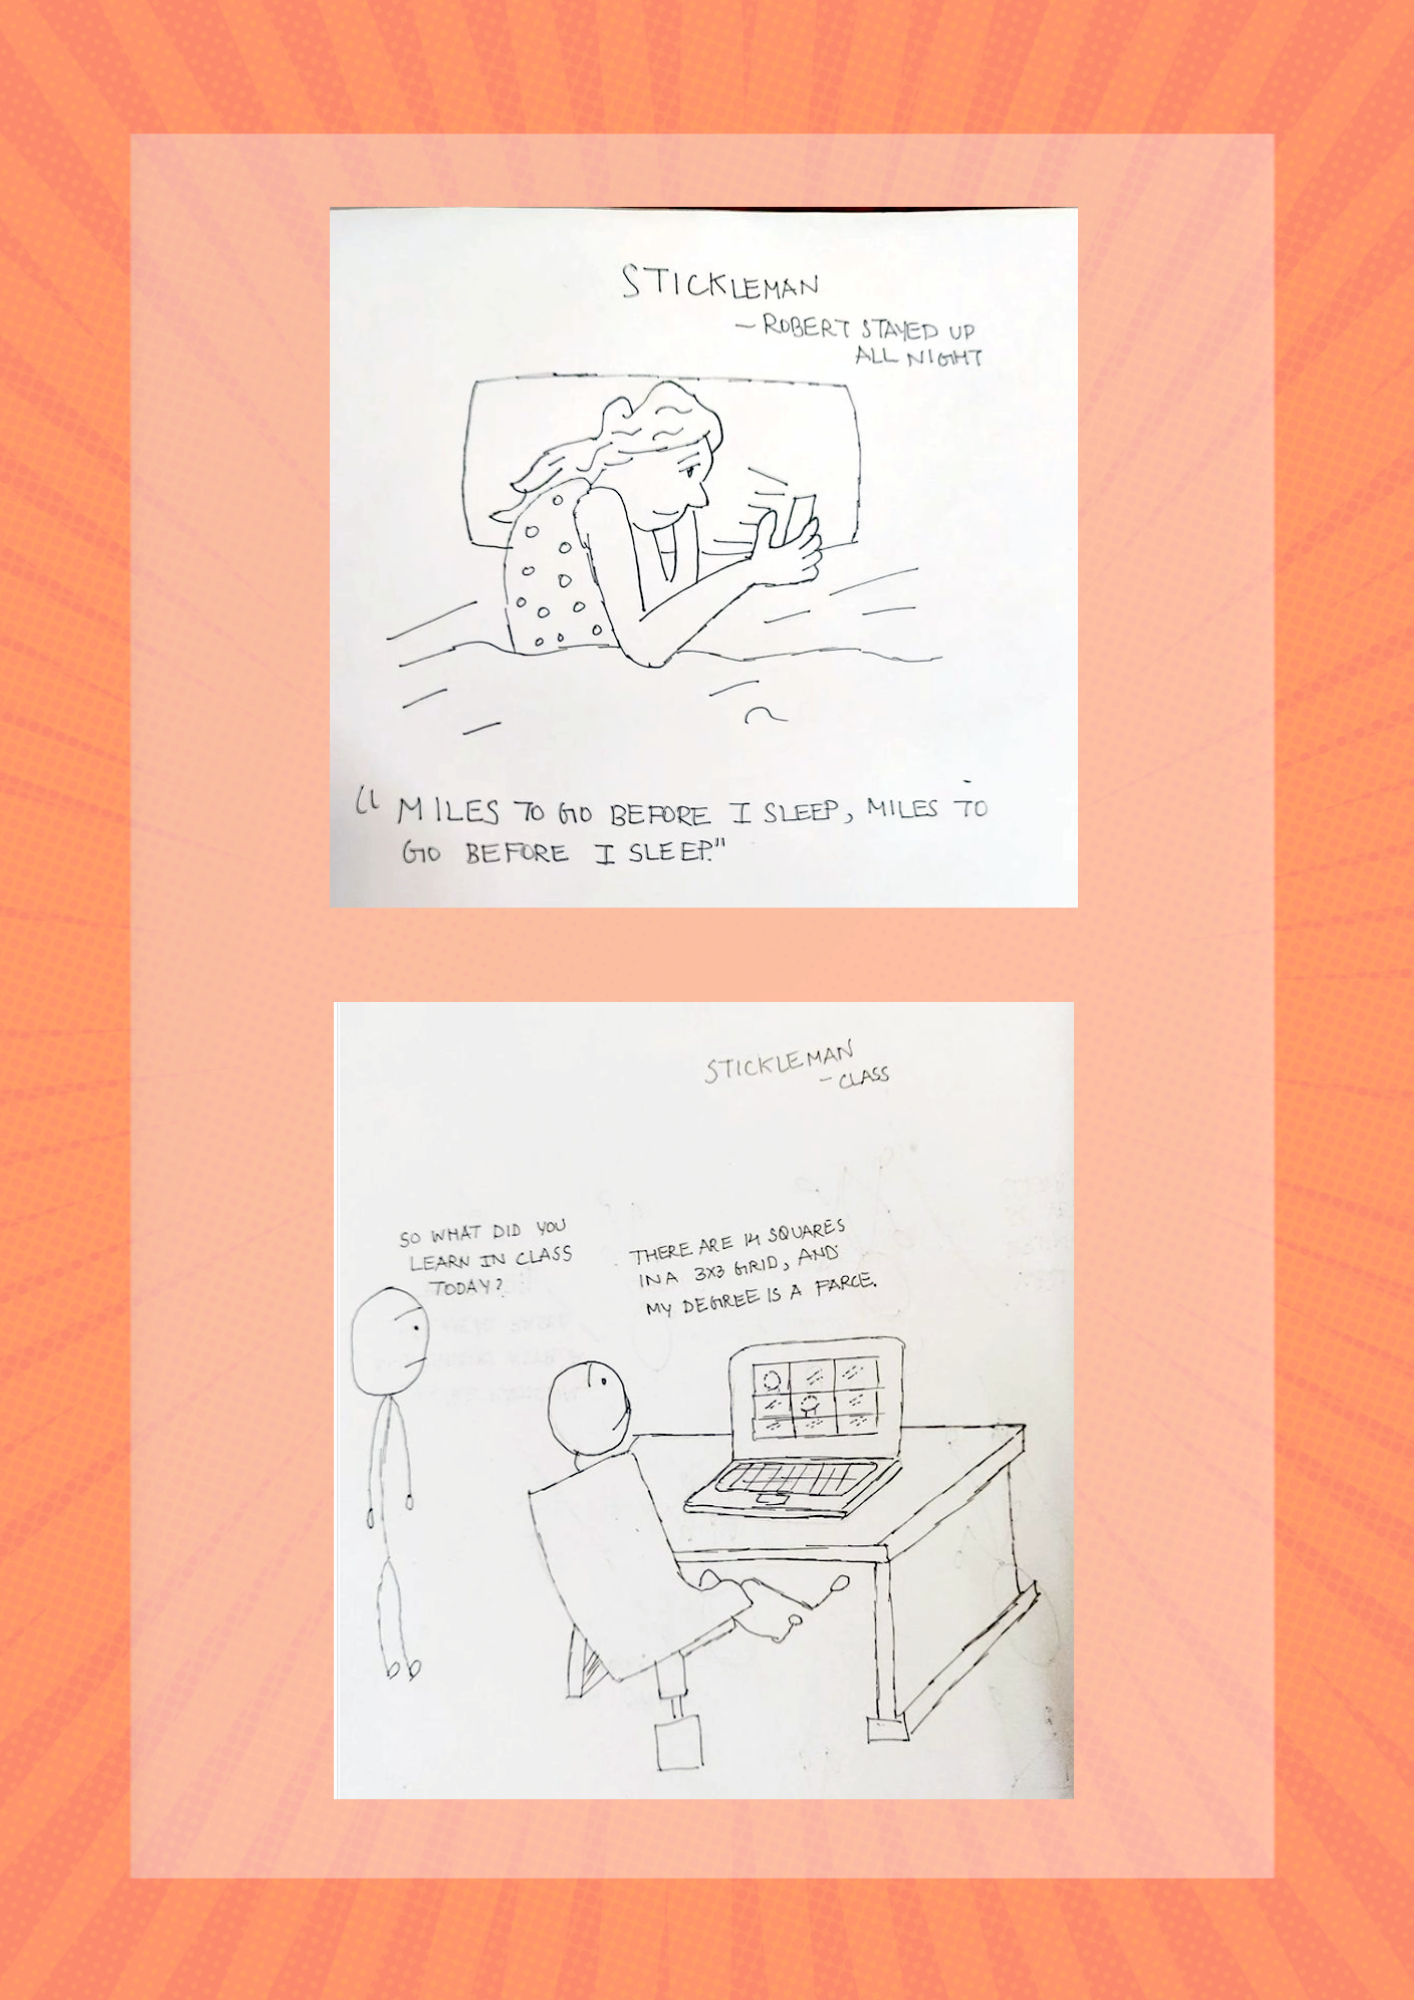 STICKLEMAN
- ROBERT STAYED UP
ALL NIGHT
"MILES TO GO BEFORE I SLEEP, MILES TO
GO BEFORE I SLEEP."
STICKLEMAN
- CLASS
SO WHAT DID YOU
LEARN IN CLASS
TODAY?
THERE ARE 14 SQUARES
IN A 3X3 GRID, AND
MY DEGREE IS A FARCE.